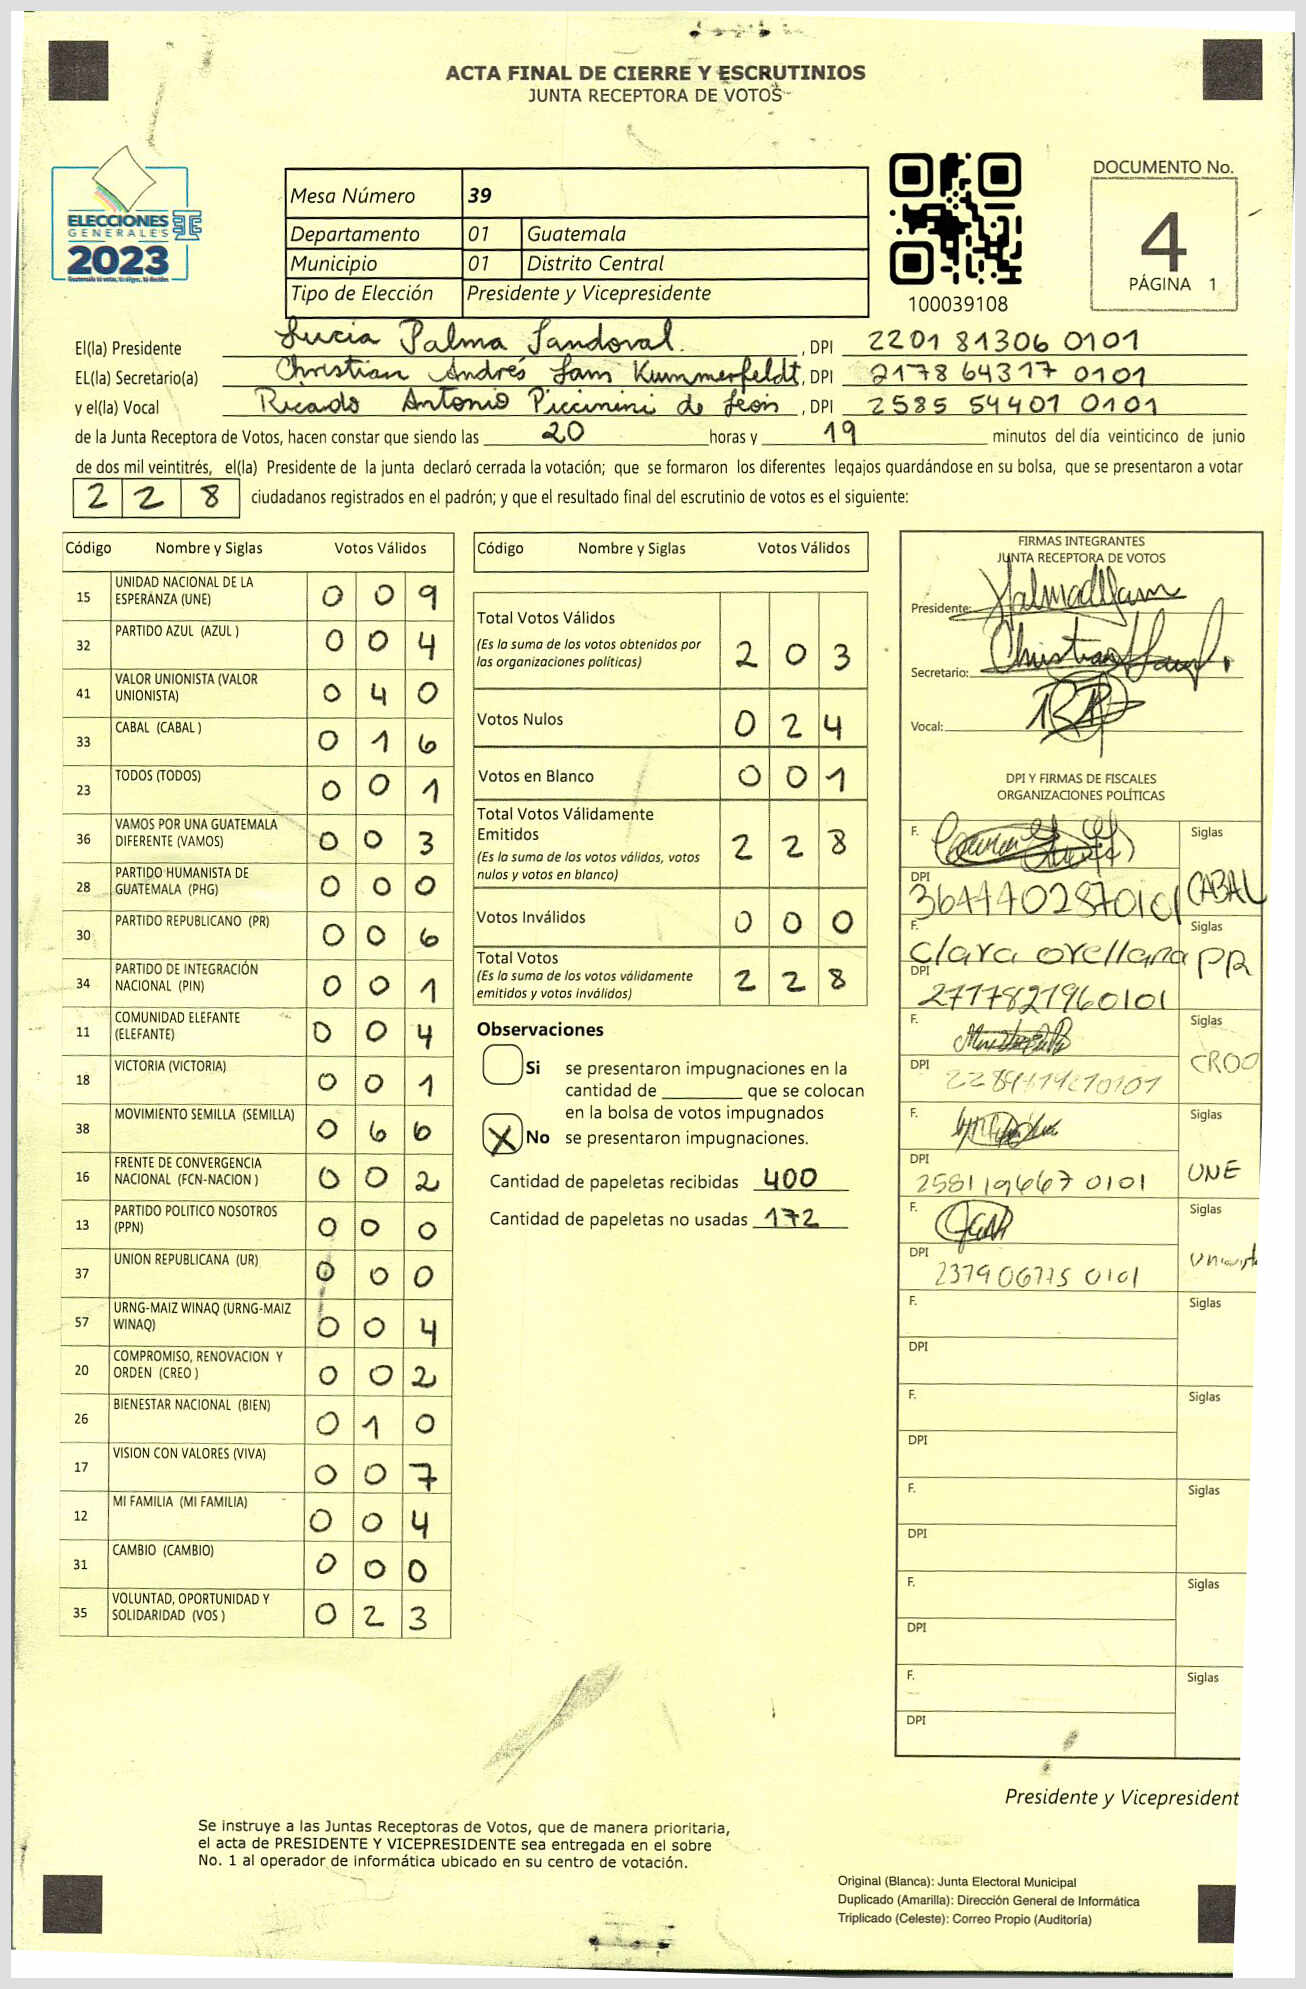 ACTA FINAL DE CIERRE Y ESCRUTINIOS
JUNTA RECEPTORA DE VOTOS
ELECCIONES
GENERALES
2023
Mesa Número 39
Departamento 01 Guatemala
Municipio 01 Distrito Central
Tipo de Elección Presidente y Vicepresidente
100039108
DOCUMENTO No.
4
PÁGINA 1
El(la) Presidente Lucia Palma Sandoval. , DPI 2201 81306 0101
EL(la) Secretario(a) Christian Andrés Sam Kummerfeldt, DPI 2178 64317 0101
y el(la) Vocal Ricardo Antonio Piccinini de León , DPI 2585 54401 0101
de la Junta Receptora de Votos, hacen constar que siendo las 20 horas y 19 minutos del día veinticinco de junio
de dos mil veintitrés, el(la) Presidente de la junta declaró cerrada la votación; que se formaron los diferentes legajos guardándose en su bolsa, que se presentaron a votar
2 2 8 ciudadanos registrados en el padrón; y que el resultado final del escrutinio de votos es el siguiente:
Código Nombre y Siglas Votos Válidos
15 UNIDAD NACIONAL DE LA ESPERANZA (UNE) 0 0 9
32 PARTIDO AZUL (AZUL ) 0 0 4
41 VALOR UNIONISTA (VALOR UNIONISTA) 0 4 0
33 CABAL (CABAL ) 0 1 6
23 TODOS (TODOS) 0 0 1
36 VAMOS POR UNA GUATEMALA DIFERENTE (VAMOS) 0 0 3
28 PARTIDO HUMANISTA DE GUATEMALA (PHG) 0 0 0
30 PARTIDO REPUBLICANO (PR) 0 0 6
34 PARTIDO DE INTEGRACIÓN NACIONAL (PIN) 0 0 1
11 COMUNIDAD ELEFANTE (ELEFANTE) 0 0 4
18 VICTORIA (VICTORIA) 0 0 1
38 MOVIMIENTO SEMILLA (SEMILLA) 0 6 6
16 FRENTE DE CONVERGENCIA NACIONAL (FCN-NACION ) 0 0 2
13 PARTIDO POLITICO NOSOTROS (PPN) 0 0 0
37 UNION REPUBLICANA (UR) 0 0 0
57 URNG-MAIZ WINAQ (URNG-MAIZ WINAQ) 0 0 4
20 COMPROMISO, RENOVACION Y ORDEN (CREO ) 0 0 2
26 BIENESTAR NACIONAL (BIEN) 0 1 0
17 VISION CON VALORES (VIVA) 0 0 7
12 MI FAMILIA (MI FAMILIA) 0 0 4
31 CAMBIO (CAMBIO) 0 0 0
35 VOLUNTAD, OPORTUNIDAD Y SOLIDARIDAD (VOS ) 0 2 3
Código Nombre y Siglas Votos Válidos
Total Votos Válidos
(Es la suma de los votos obtenidos por
las organizaciones políticas) 2 0 3
Votos Nulos 0 2 4
Votos en Blanco 0 0 1
Total Votos Válidamente
Emitidos
(Es la suma de los votos válidos, votos
nulos y votos en blanco) 2 2 8
Votos Inválidos 0 0 0
Total Votos
(Es la suma de los votos válidamente
emitidos y votos inválidos) 2 2 8
Observaciones
Si se presentaron impugnaciones en la
cantidad de ________ que se colocan
en la bolsa de votos impugnados
X No se presentaron impugnaciones.
Cantidad de papeletas recibidas 400
Cantidad de papeletas no usadas 172
FIRMAS INTEGRANTES
JUNTA RECEPTORA DE VOTOS
Presidente:
Secretario:
Vocal:
DPI Y FIRMAS DE FISCALES
ORGANIZACIONES POLÍTICAS
F. Siglas
DPI CABAL
F. Clara Orellana Siglas PR
DPI 2777821960101
F. Siglas
DPI
F. Siglas
DPI 2581196670101 UNE
F. Siglas
DPI 2379 06775 0101
F. Siglas
DPI
F. Siglas
DPI
F. Siglas
DPI
F. Siglas
DPI
F. Siglas
DPI
Presidente y Vicepresident
Se instruye a las Juntas Receptoras de Votos, que de manera prioritaria,
el acta de PRESIDENTE Y VICEPRESIDENTE sea entregada en el sobre
No. 1 al operador de informática ubicado en su centro de votación.
Original (Blanca): Junta Electoral Municipal
Duplicado (Amarilla): Dirección General de Informática
Triplicado (Celeste): Correo Propio (Auditoría)